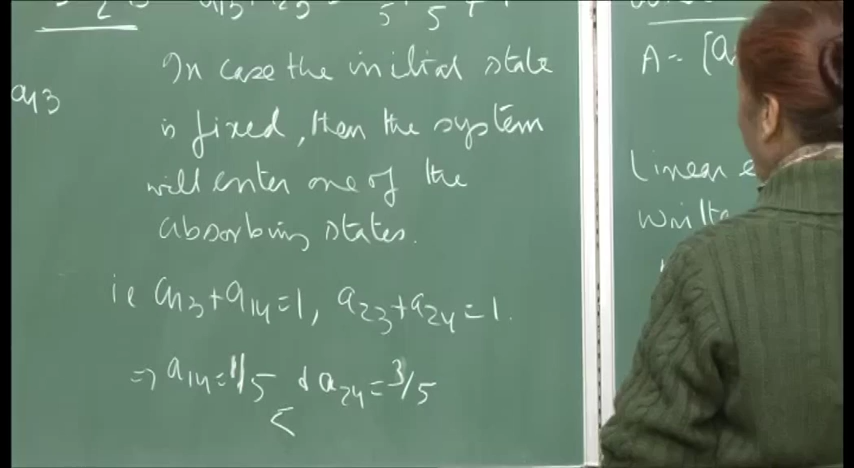 In case the initial state
a13
is fixed, then the system
will enter one of the
absorbing states.
ie a13+a14=1, a23+a24=1.
⇒ a14=1/5 & a24=3/5
A = [a
Linear e